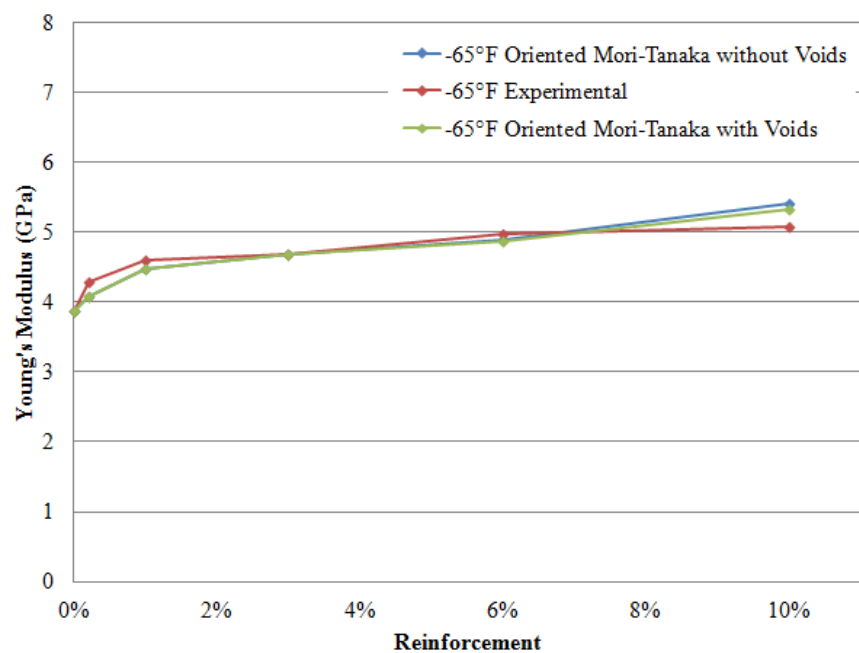 8
7
6
5
4
3
2
1
0
Young's Modulus (GPa)
-65°F Oriented Mori-Tanaka without Voids
-65°F Experimental
-65°F Oriented Mori-Tanaka with Voids
0% 2% 4% 6% 8% 10%
Reinforcement